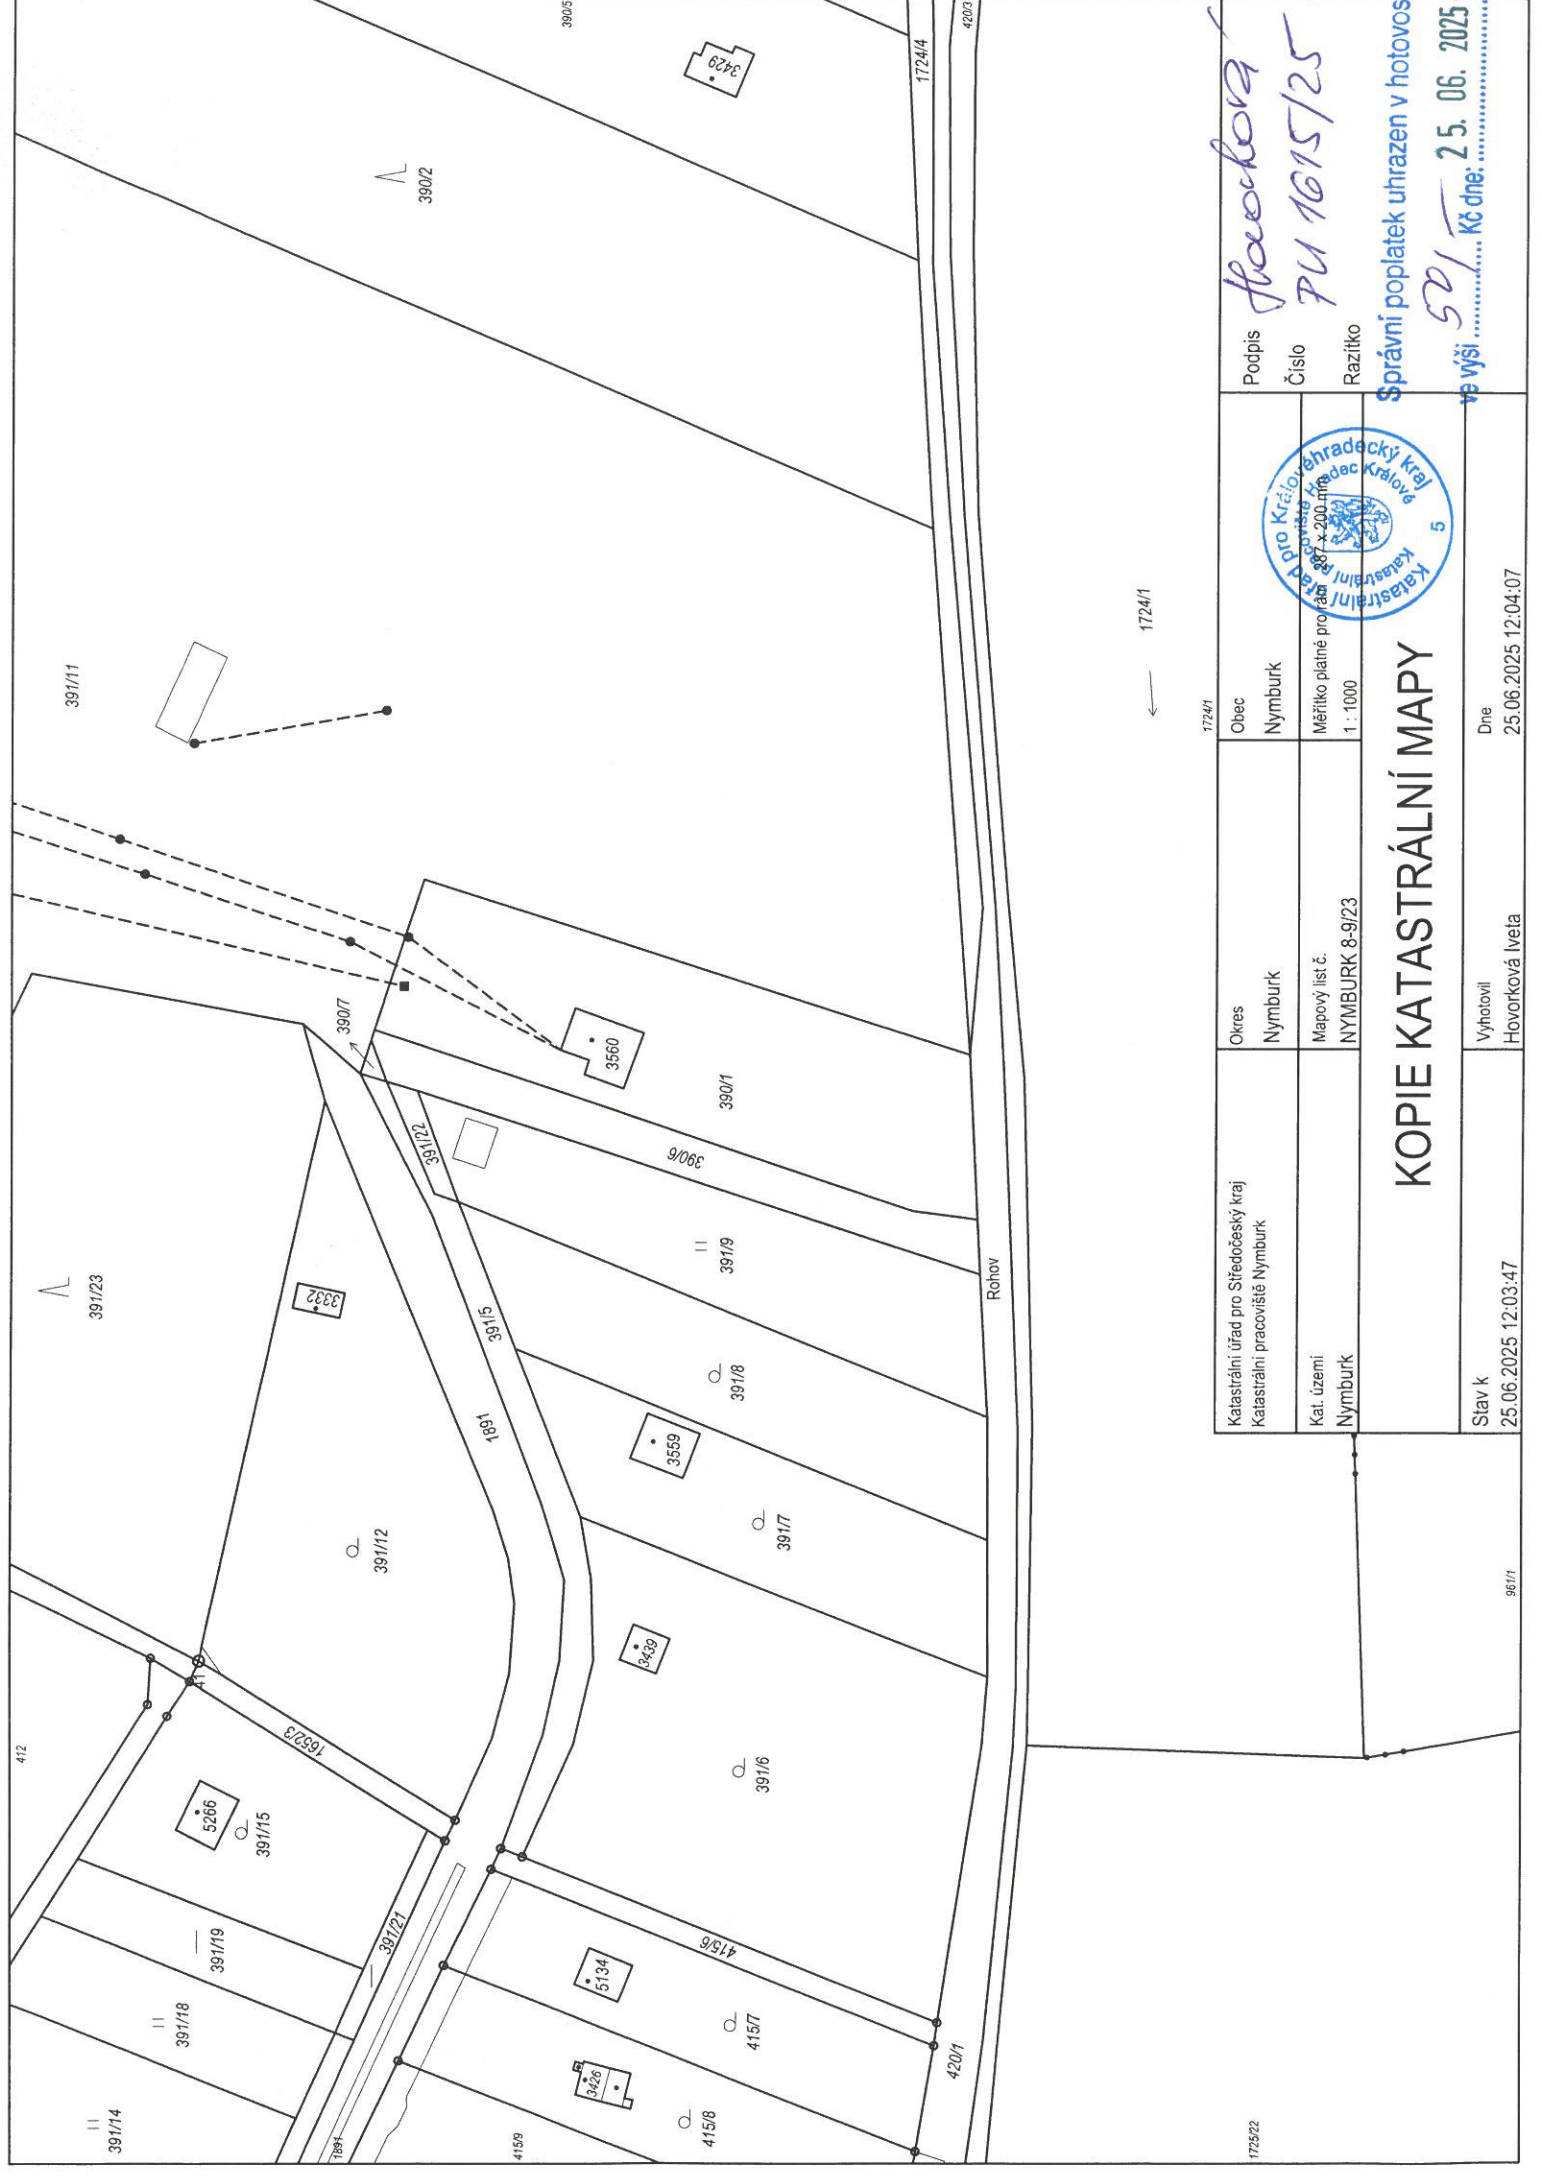 412
391/14
391/18
391/19
391/15
5266
391/21
1891
41
1652/3
391/12
391/23
3332
1891
391/5
391/22
390/7
391/11
390/2
390/5
3429
1724/4
420/3
415/9
415/8
3426
415/7
5134
415/6
420/1
391/6
3439
391/7
3559
391/8
391/9
390/6
390/1
3560
Rohov
1724/1
1724/1
1725/22
961/1
Katastrální úřad pro Středočeský kraj
Katastrální pracoviště Nymburk
Okres
Nymburk
Obec
Nymburk
Kat. území
Nymburk
Mapový list č.
NYMBURK 8-9/23
Měřítko platné pro rám 287 x 200 mm
1 : 1000
KOPIE KATASTRÁLNÍ MAPY
Stav k
25.06.2025 12:03:47
Vyhotovil
Hovorková Iveta
Dne
25.06.2025 12:04:07
Podpis
Číslo PU 1615/25
Razítko
Katastrální úřad pro Královéhradecký kraj
Katastrální pracoviště Hradec Králové
5
Správní poplatek uhrazen v hotovos
ve výši 50/- Kč dne: 25. 06. 2025